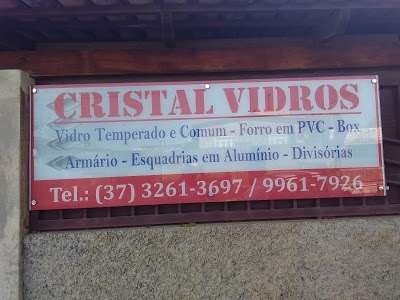 CRISTAL VIDROS
Vidro Temperado e Comum - Forro em PVC - Box
Armário - Esquadrias em Alumínio - Divisórias
Tel.: (37) 3261-3697 / 9961-7926